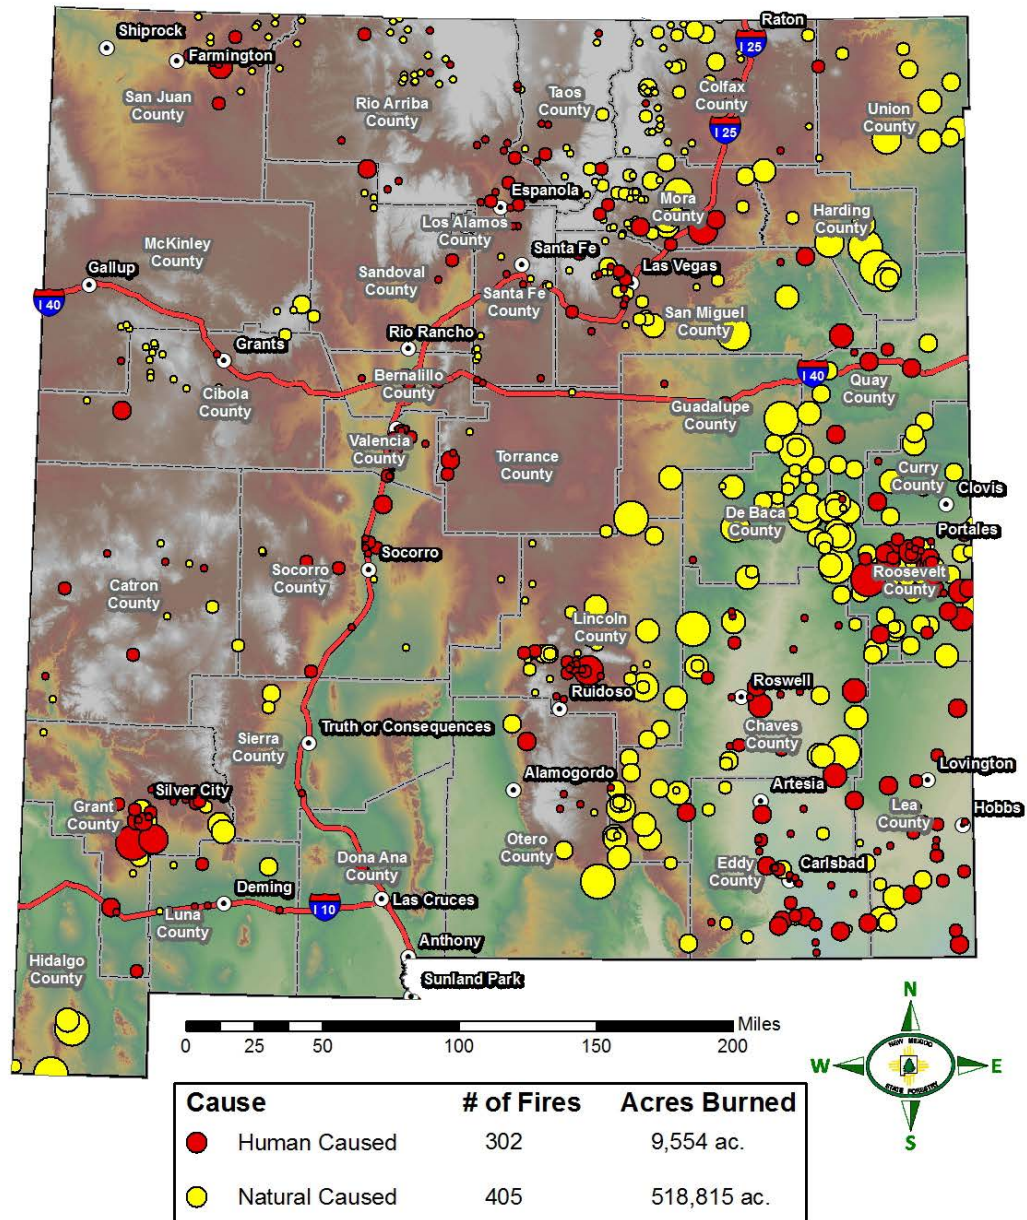 Raton
Shiprock
Farmington
I 25
San Juan
County
Rio Arriba
County
Taos
County
Colfax
County
Union
County
I 25
Espanola
Mora
County
Los Alamos
County
Harding
County
McKinley
County
Santa Fe
Gallup
Sandoval
County
Las Vegas
Santa Fe
County
I 40
San Miguel
County
Rio Rancho
Grants
Bernalillo
County
I 40
Quay
County
Cibola
County
Guadalupe
County
Valencia
County
Torrance
County
Curry
County
Clovis
De Baca
County
Portales
Socorro
Catron
County
Socorro
County
Roosevelt
County
Lincoln
County
Roswell
Ruidoso
Truth or Consequences
Chaves
County
Sierra
County
Alamogordo
Lovington
Silver City
Artesia
Grant
County
Lea
County
Hobbs
Otero
County
Dona Ana
County
Eddy
County
Carlsbad
Deming
Las Cruces
I 10
Luna
County
Anthony
Hidalgo
County
Sunland Park
N
Miles
0 25 50 100 150 200
NEW MEXICO
W E
STATE FORESTRY
S
Cause # of Fires Acres Burned
Human Caused 302 9,554 ac.
Natural Caused 405 518,815 ac.